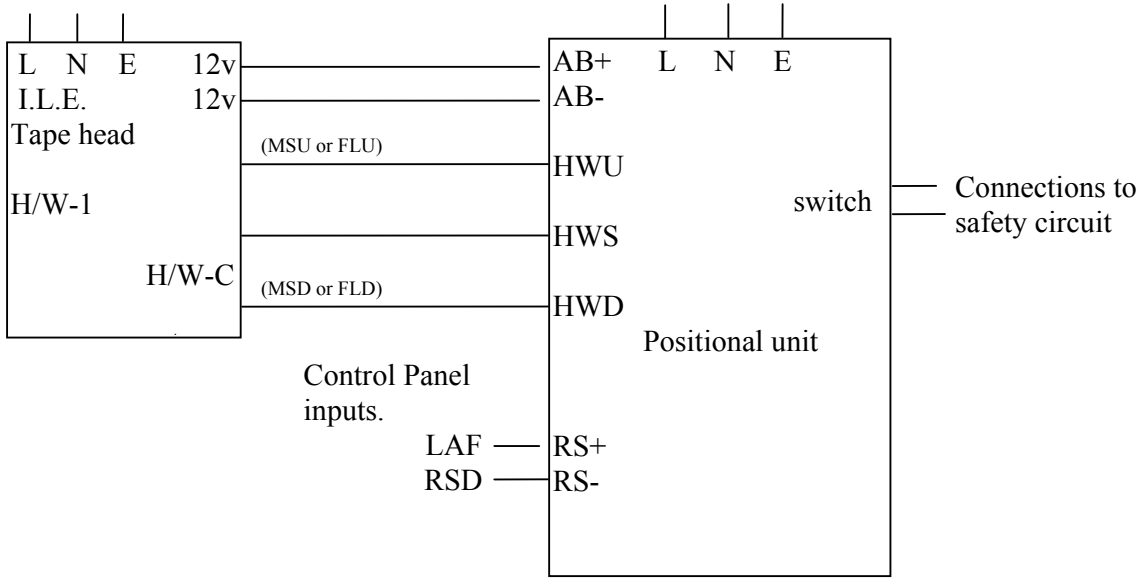 L N E 12v
I.L.E. 12v
Tape head
H/W-1
H/W-C
(MSU or FLU)
(MSD or FLD)
AB+ L N E
AB-
HWU
HWS
HWD
switch
Positional unit
RS+
RS-
Connections to
safety circuit
Control Panel
inputs.
LAF
RSD